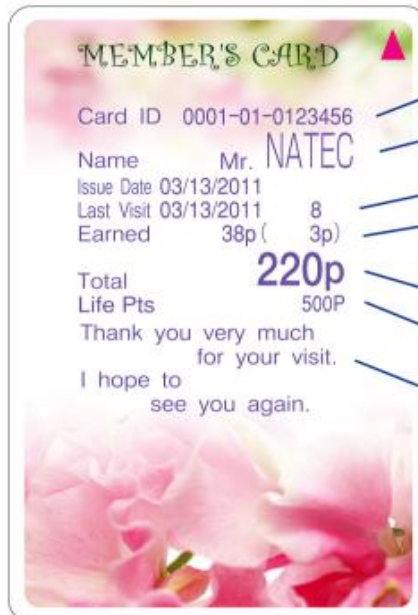 MEMBER'S CARD
Card ID 0001-01-0123456
Name Mr. NATEC
Issue Date 03/13/2011
Last Visit 03/13/2011 8
Earned 38p ( 3p)
Total 220p
Life Pts 500P
Thank you very much
for your visit.
I hope to
see you again.